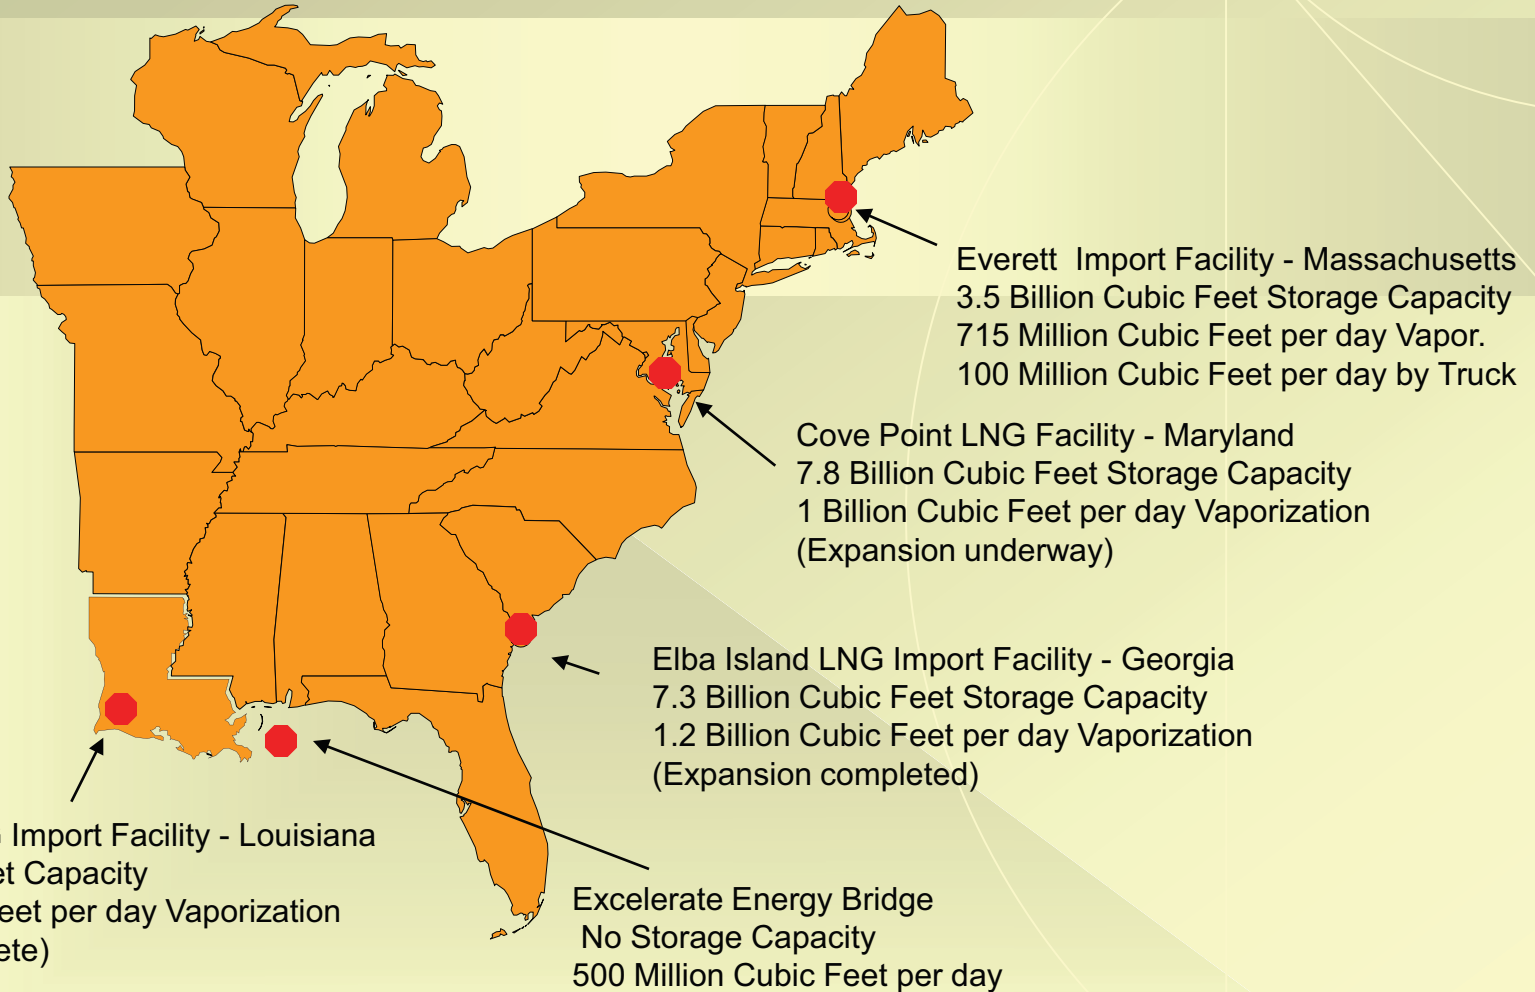 Everett Import Facility - Massachusetts
3.5 Billion Cubic Feet Storage Capacity
715 Million Cubic Feet per day Vapor.
100 Million Cubic Feet per day by Truck
Cove Point LNG Facility - Maryland
7.8 Billion Cubic Feet Storage Capacity
1 Billion Cubic Feet per day Vaporization
(Expansion underway)
Elba Island LNG Import Facility - Georgia
7.3 Billion Cubic Feet Storage Capacity
1.2 Billion Cubic Feet per day Vaporization
(Expansion completed)
Import Facility - Louisiana
Capacity
per day Vaporization
Excelerate Energy Bridge
No Storage Capacity
500 Million Cubic Feet per day